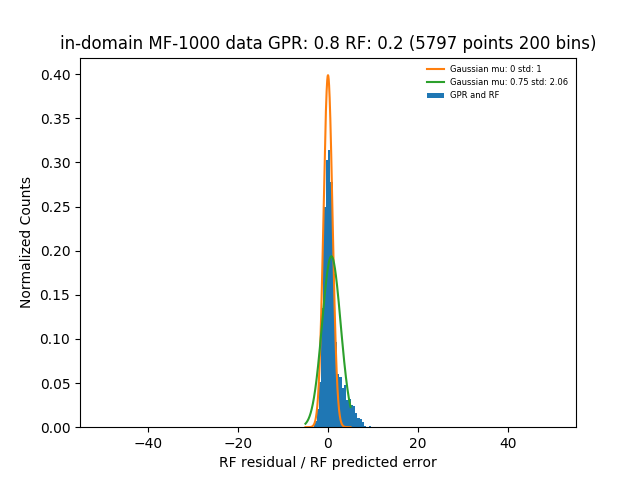 in-domain MF-1000 data GPR: 0.8 RF: 0.2 (5797 points 200 bins)
Gaussian mu: 0 std: 1
Gaussian mu: 0.75 std: 2.06
GPR and RF
Normalized Counts
0.40
0.35
0.30
0.25
0.20
0.15
0.10
0.05
0.00
−40
−20
0
20
40
RF residual / RF predicted error